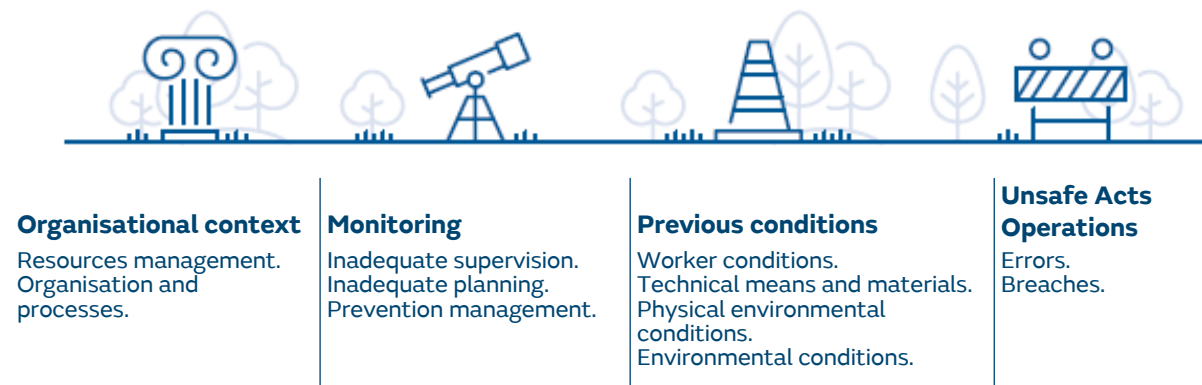 Organisational context
Resources management.
Organisation and
processes.
Monitoring
Inadequate supervision.
Inadequate planning.
Prevention management.
Previous conditions
Worker conditions.
Technical means and materials.
Physical environmental
conditions.
Environmental conditions.
Unsafe Acts
Operations
Errors.
Breaches.